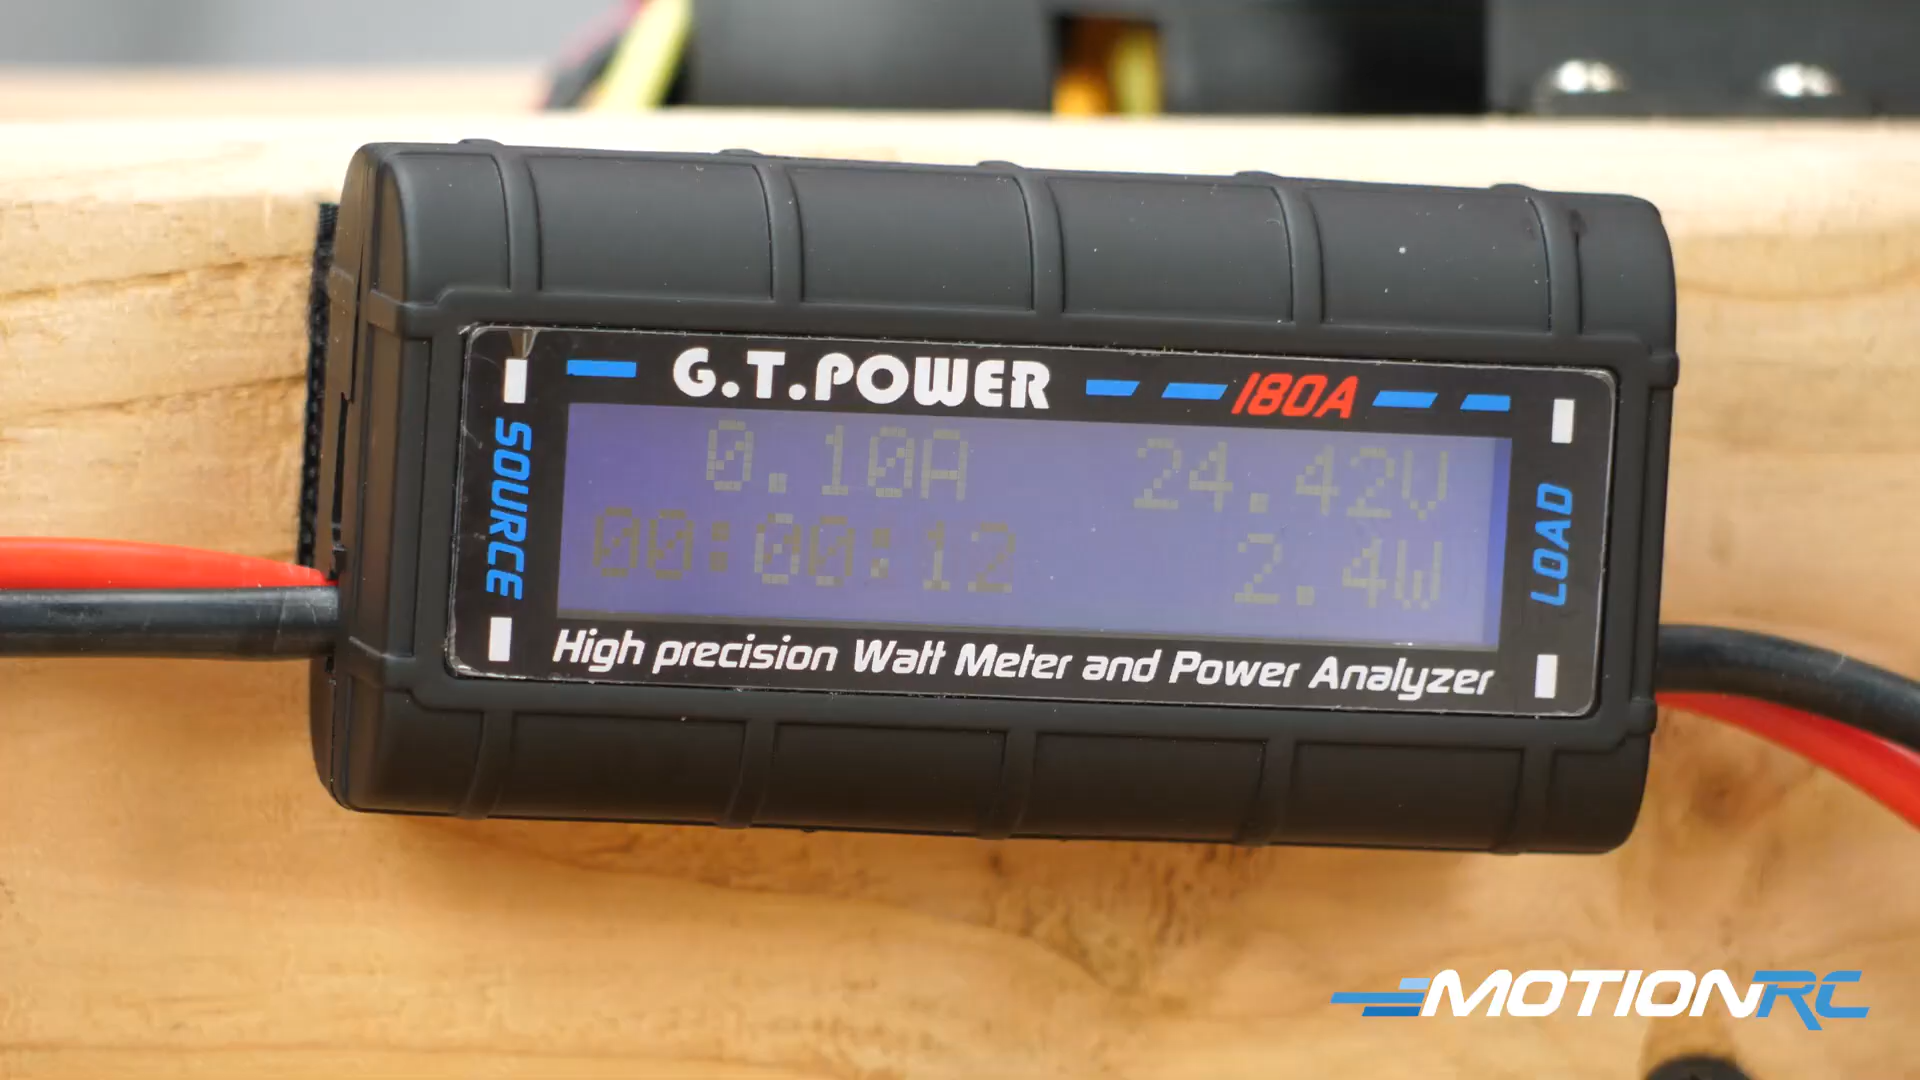 G.T.POWER 180A
SOURCE
0.10A 24.42V
00:00:12 2.4W
LOAD
High precision Watt Meter and Power Analyzer
MOTIONRC